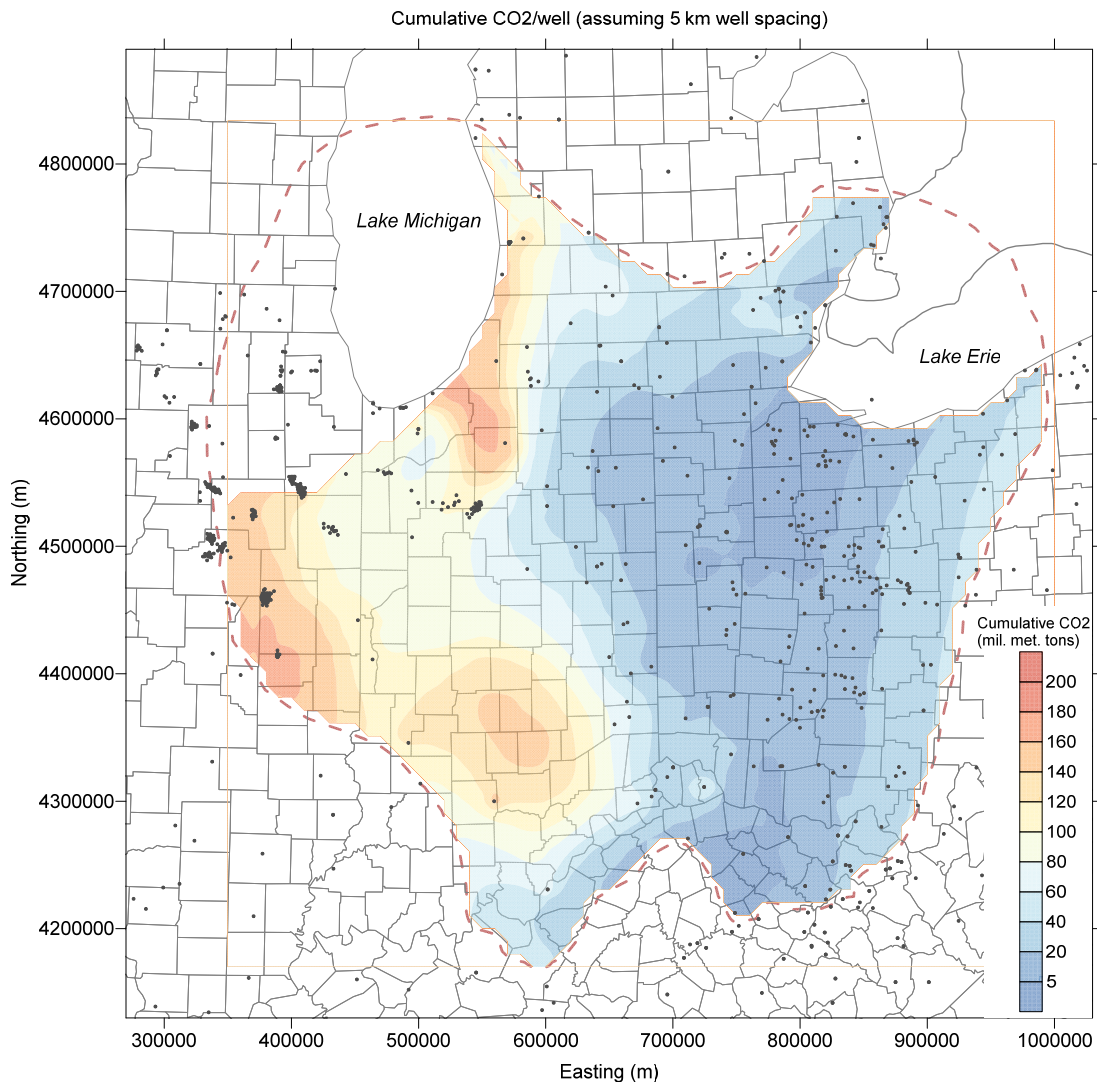 Cumulative CO2/well (assuming 5 km well spacing)
4800000
4700000
4600000
4500000
4400000
4300000
4200000
Northing (m)
Lake Michigan
Lake Erie
Cumulative CO2
(mil. met. tons)
200
180
160
140
120
100
80
60
40
20
5
300000 400000 500000 600000 700000 800000 900000 1000000
Easting (m)